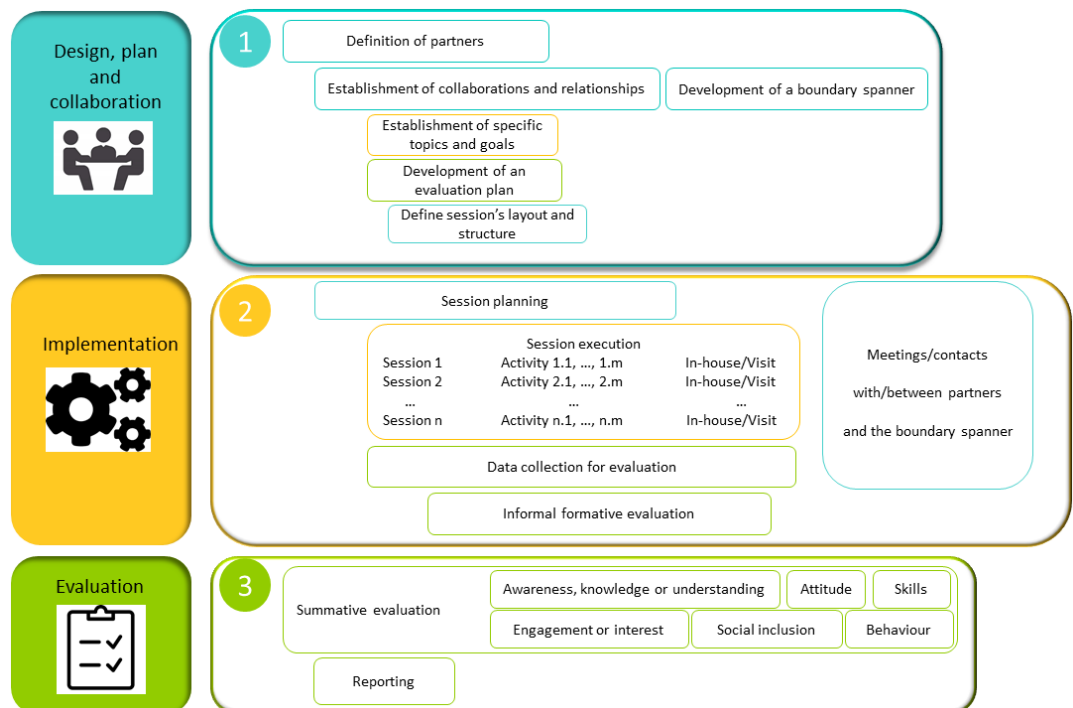 Design, plan
and
collaboration
1
Definition of partners
Establishment of collaborations and relationships
Development of a boundary spanner
Establishment of specific
topics and goals
Development of an
evaluation plan
Define session’s layout and
structure
Implementation
2
Session planning
Session execution
Session 1 Activity 1.1, ..., 1.m In-house/Visit
Session 2 Activity 2.1, ..., 2.m In-house/Visit
... ... ...
Session n Activity n.1, ..., n.m In-house/Visit
Data collection for evaluation
Informal formative evaluation
Meetings/contacts
with/between partners
and the boundary spanner
Evaluation
3
Summative evaluation
Awareness, knowledge or understanding
Attitude
Skills
Engagement or interest
Social inclusion
Behaviour
Reporting